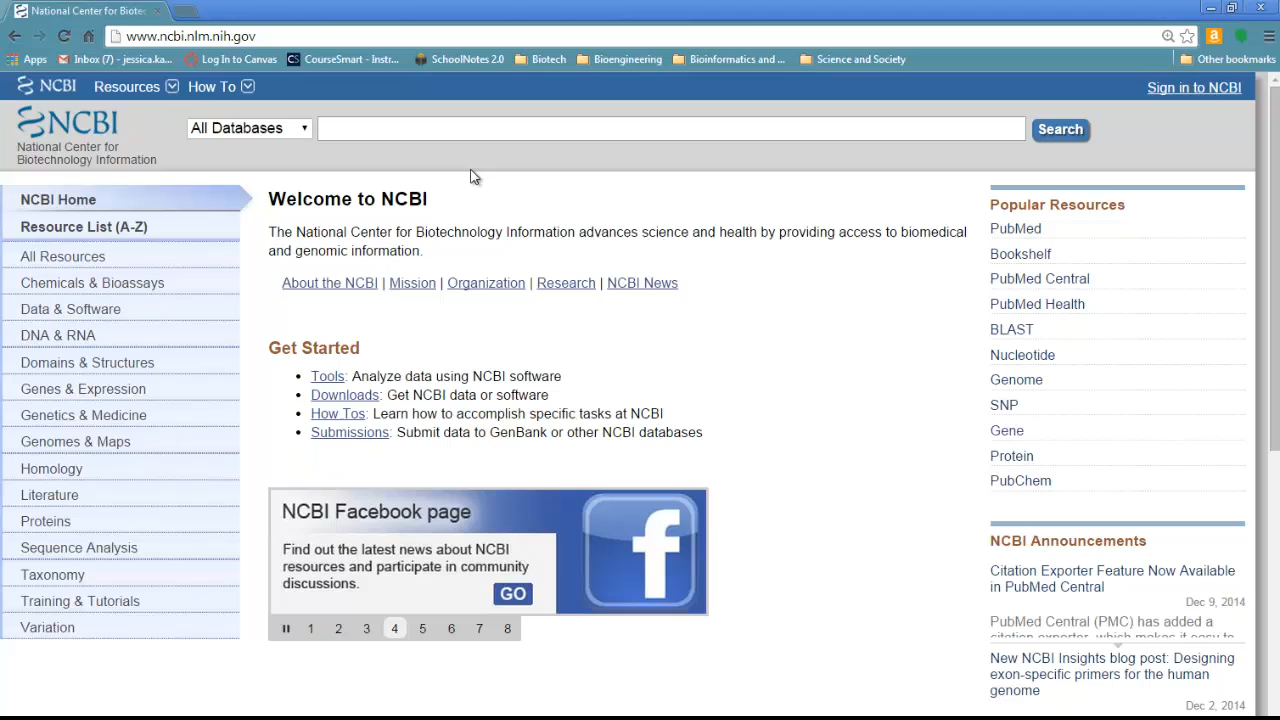 National Center for Biotec
www.ncbi.nlm.nih.gov
Apps
Inbox (7) - jessica.ka...
Log In to Canvas
CS CourseSmart - Instr...
SchoolNotes 2.0
Biotech
Bioengineering
Bioinformatics and ...
Science and Society
Other bookmarks
NCBI
Resources
How To
Sign in to NCBI
NCBI
National Center for
Biotechnology Information
All Databases
Search
NCBI Home
Resource List (A-Z)
All Resources
Chemicals & Bioassays
Data & Software
DNA & RNA
Domains & Structures
Genes & Expression
Genetics & Medicine
Genomes & Maps
Homology
Literature
Proteins
Sequence Analysis
Taxonomy
Training & Tutorials
Variation
Welcome to NCBI
The National Center for Biotechnology Information advances science and health by providing access to biomedical
and genomic information.
About the NCBI | Mission | Organization | Research | NCBI News
Get Started
• Tools: Analyze data using NCBI software
• Downloads: Get NCBI data or software
• How Tos: Learn how to accomplish specific tasks at NCBI
• Submissions: Submit data to GenBank or other NCBI databases
NCBI Facebook page
Find out the latest news about NCBI
resources and participate in community
discussions.
GO
f
1 2 3 4 5 6 7 8
Popular Resources
PubMed
Bookshelf
PubMed Central
PubMed Health
BLAST
Nucleotide
Genome
SNP
Gene
Protein
PubChem
NCBI Announcements
Citation Exporter Feature Now Available
in PubMed Central
Dec 9, 2014
PubMed Central (PMC) has added a
citation exporter, which makes it easy to
New NCBI Insights blog post: Designing
exon-specific primers for the human
genome
Dec 2, 2014